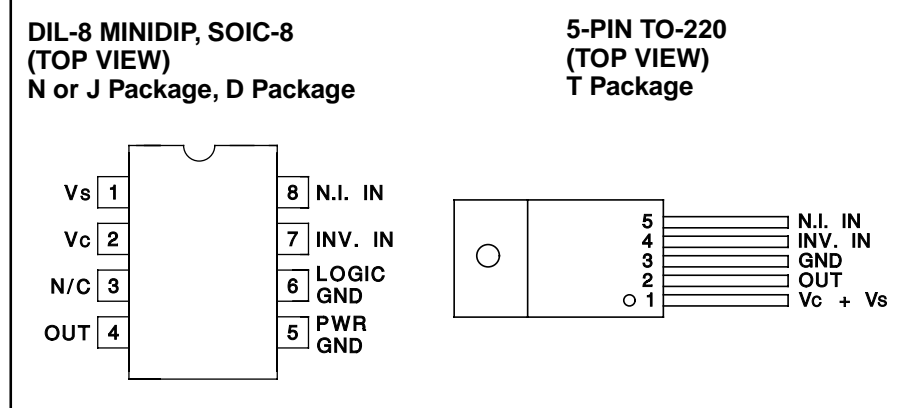 DIL-8 MINIDIP, SOIC-8
(TOP VIEW)
N or J Package, D Package
Vs 1
Vc 2
N/C 3
OUT 4
8 N.I. IN
7 INV. IN
6 LOGIC
GND
5 PWR
GND
5-PIN TO-220
(TOP VIEW)
T Package
5 N.I. IN
4 INV. IN
3 GND
2 OUT
1 Vc + Vs